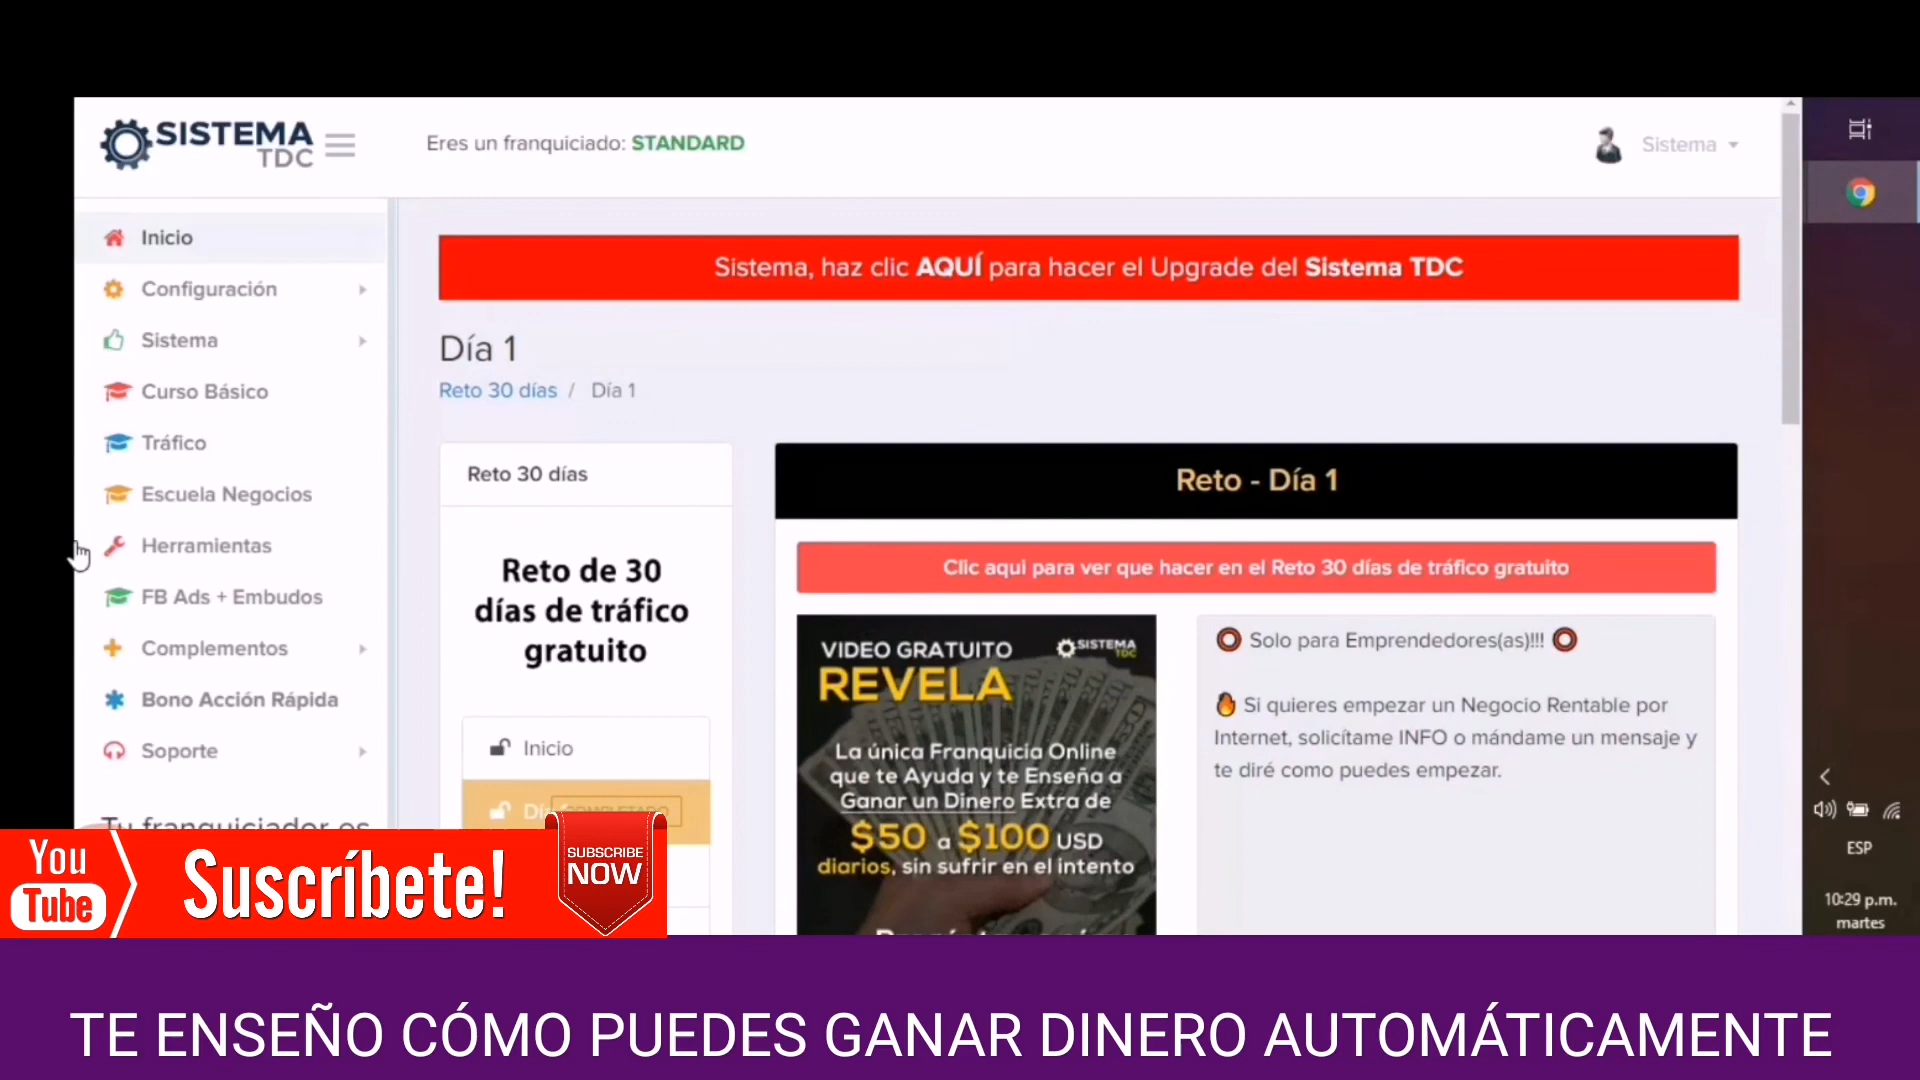 SISTEMA
TDC
Eres un franquiciado: STANDARD
Sistema
Inicio
Configuración
Sistema
Curso Básico
Tráfico
Escuela Negocios
Herramientas
FB Ads + Embudos
Complementos
Bono Acción Rápida
Soporte
Tu franquiciador es
Sistema, haz clic AQUÍ para hacer el Upgrade del Sistema TDC
Día 1
Reto 30 días / Día 1
Reto 30 días
Reto de 30
días de tráfico
gratuito
Inicio
COMPLETADO
Reto - Día 1
Clic aqui para ver que hacer en el Reto 30 días de tráfico gratuito
VIDEO GRATUITO
SISTEMA
TDC
REVELA
La única Franquicia Online
que te Ayuda y te Enseña a
Ganar un Dinero Extra de
$50 a $100 USD
diarios, sin sufrir en el intento
Solo para Emprendedores(as)!!!
Si quieres empezar un Negocio Rentable por
Internet, solicítame INFO o mándame un mensaje y
te diré como puedes empezar.
ESP
10:29 p.m.
martes
You
Tube
Suscríbete!
SUBSCRIBE
NOW
TE ENSEÑO CÓMO PUEDES GANAR DINERO AUTOMÁTICAMENTE